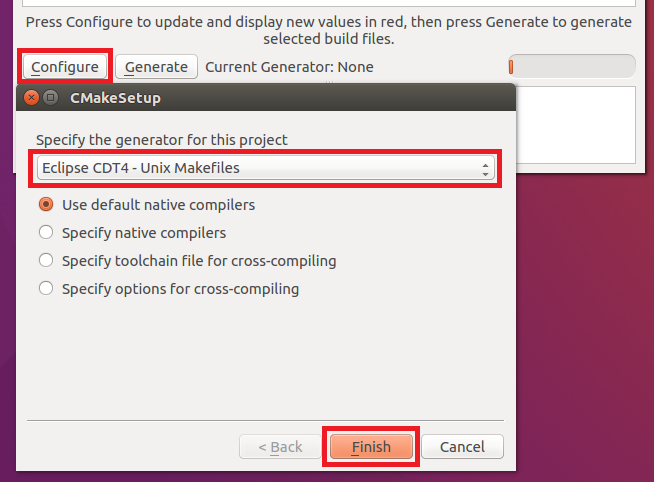 Press Configure to update and display new values in red, then press Generate to generate
selected build files.
Configure Generate Current Generator: None
CMakeSetup
Specify the generator for this project
Eclipse CDT4 - Unix Makefiles
Use default native compilers
Specify native compilers
Specify toolchain file for cross-compiling
Specify options for cross-compiling
< Back Finish Cancel